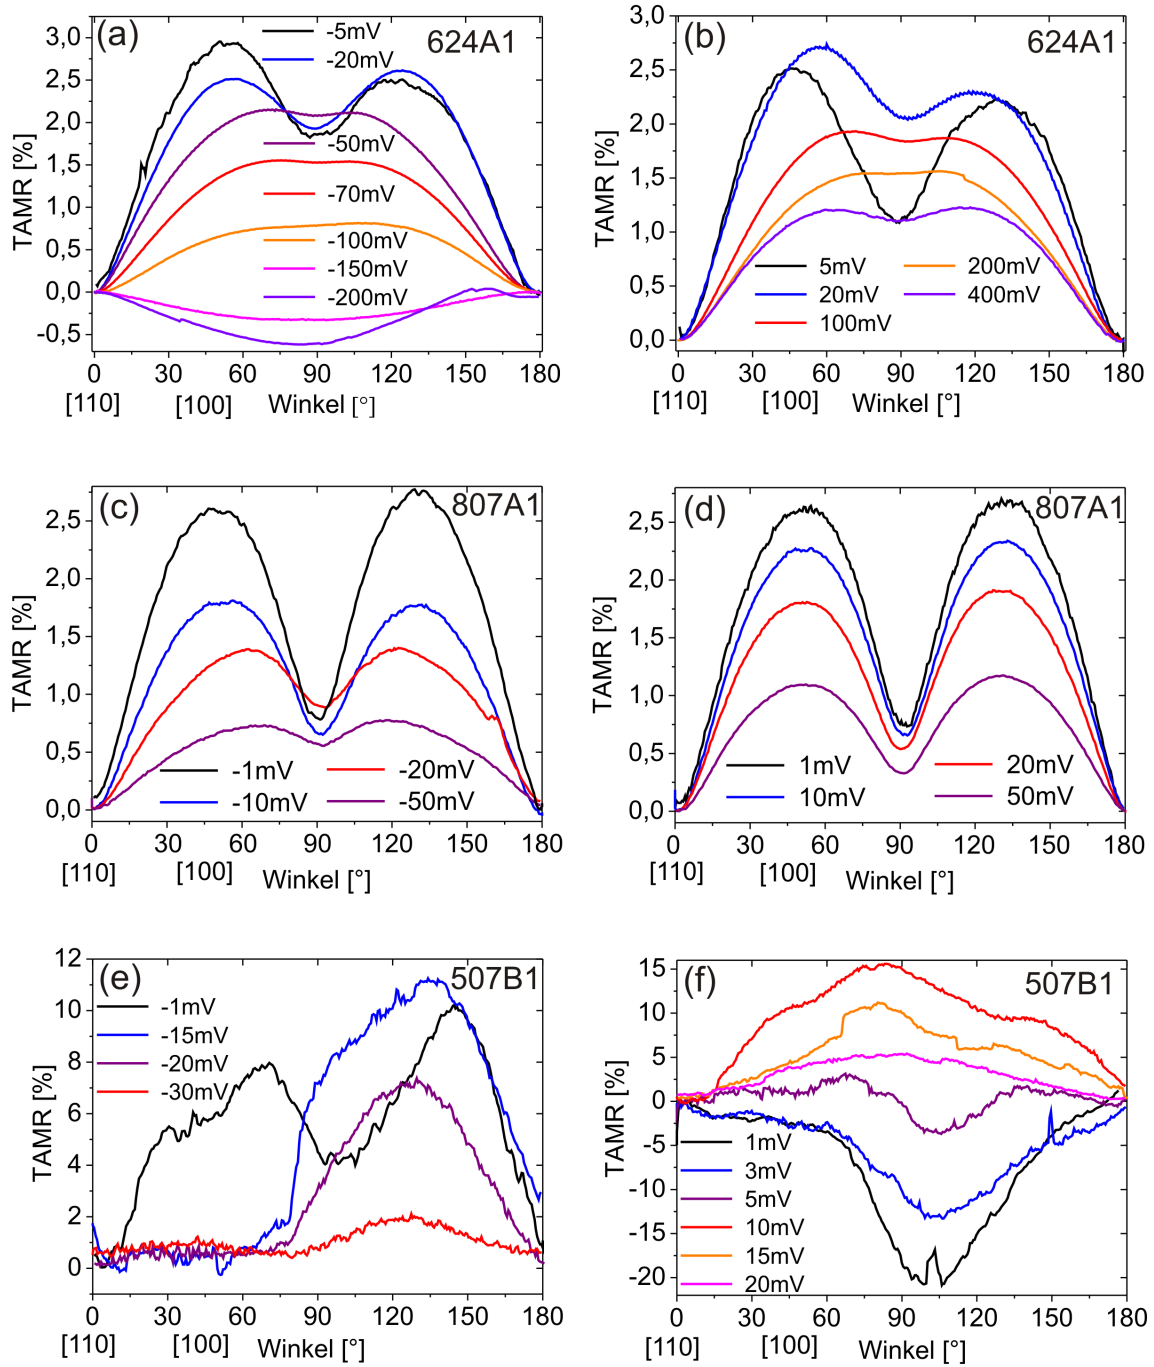 (a)
624A1
-5mV
-20mV
-50mV
-70mV
-100mV
-150mV
-200mV
TAMR [%]
3,0
2,5
2,0
1,5
1,0
0,5
0,0
-0,5
0 30 60 90 120 150 180
[110] [100] Winkel [°]
(b)
624A1
5mV
20mV
100mV
200mV
400mV
TAMR [%]
3,0
2,5
2,0
1,5
1,0
0,5
0,0
0 30 60 90 120 150 180
[110] [100] Winkel [°]
(c)
807A1
-1mV
-10mV
-20mV
-50mV
TAMR [%]
2,5
2,0
1,5
1,0
0,5
0,0
0 30 60 90 120 150 180
[110] [100] Winkel [°]
(d)
807A1
1mV
10mV
20mV
50mV
TAMR [%]
2,5
2,0
1,5
1,0
0,5
0,0
0 30 60 90 120 150 180
[110] [100] Winkel [°]
(e)
507B1
-1mV
-15mV
-20mV
-30mV
TAMR [%]
12
10
8
6
4
2
0
0 30 60 90 120 150 180
[110] [100] Winkel [°]
(f)
507B1
1mV
3mV
5mV
10mV
15mV
20mV
TAMR [%]
15
10
5
0
-5
-10
-15
-20
0 30 60 90 120 150 180
[110] [100] Winkel [°]